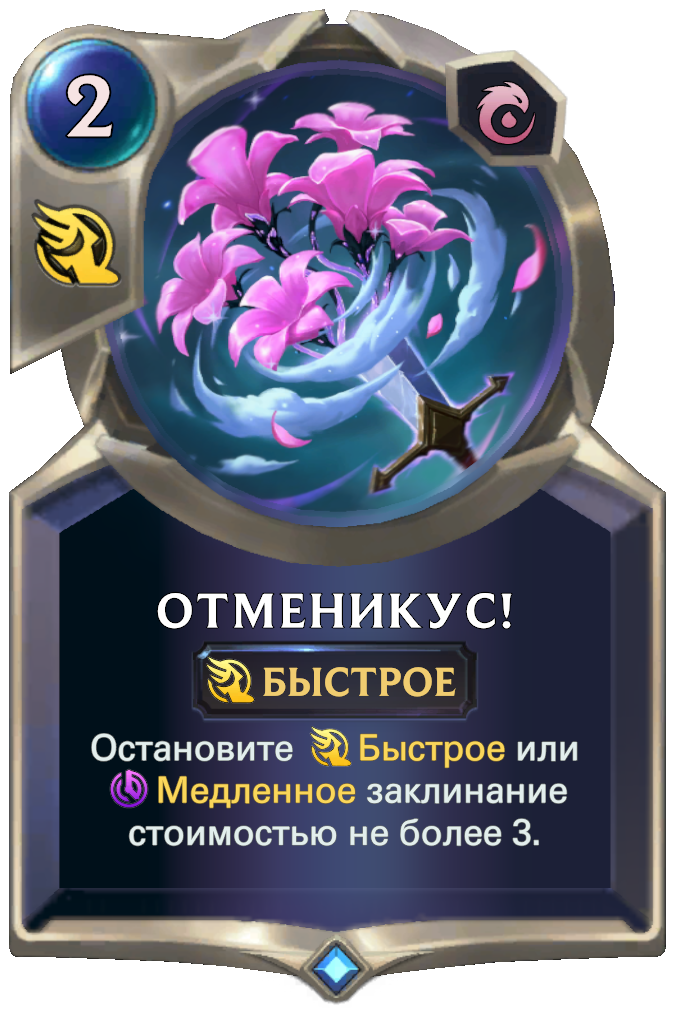 2
ОТМЕНИКУС!
БЫСТРОЕ
Остановите Быстрое или
Медленное заклинание
стоимостью не более 3.